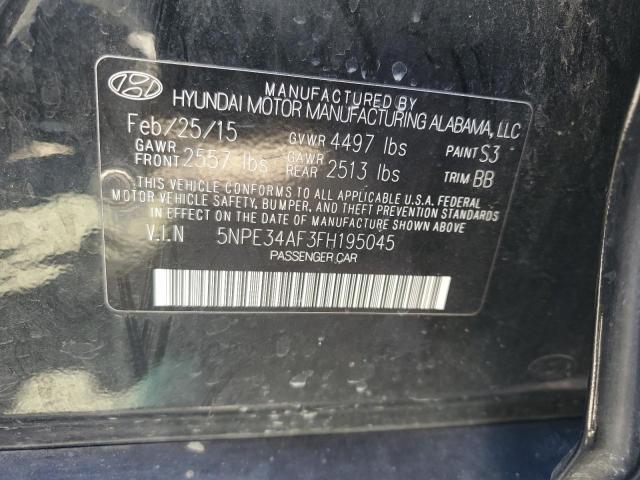 MANUFACTURED BY
HYUNDAI MOTOR MANUFACTURING ALABAMA, LLC
Feb/25/15 GVWR 4497 lbs PAINT S3
GAWR FRONT 2557 lbs GAWR REAR 2513 lbs TRIM BB
THIS VEHICLE CONFORMS TO ALL APPLICABLE U.S.A. FEDERAL
MOTOR VEHICLE SAFETY, BUMPER, AND THEFT PREVENTION STANDARDS
IN EFFECT ON THE DATE OF MANUFACTURE SHOWN ABOVE.
V.I.N 5NPE34AF3FH195045
PASSENGER CAR